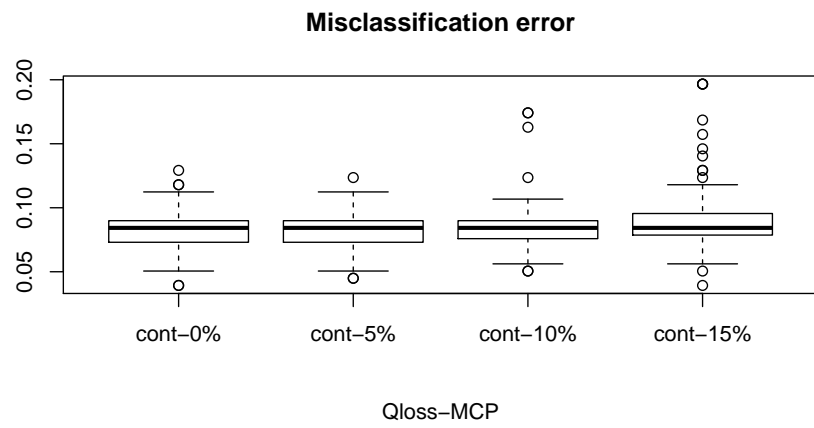 Misclassification error
0.20
0.15
0.10
0.05
cont−0% cont−5% cont−10% cont−15%
Qloss−MCP